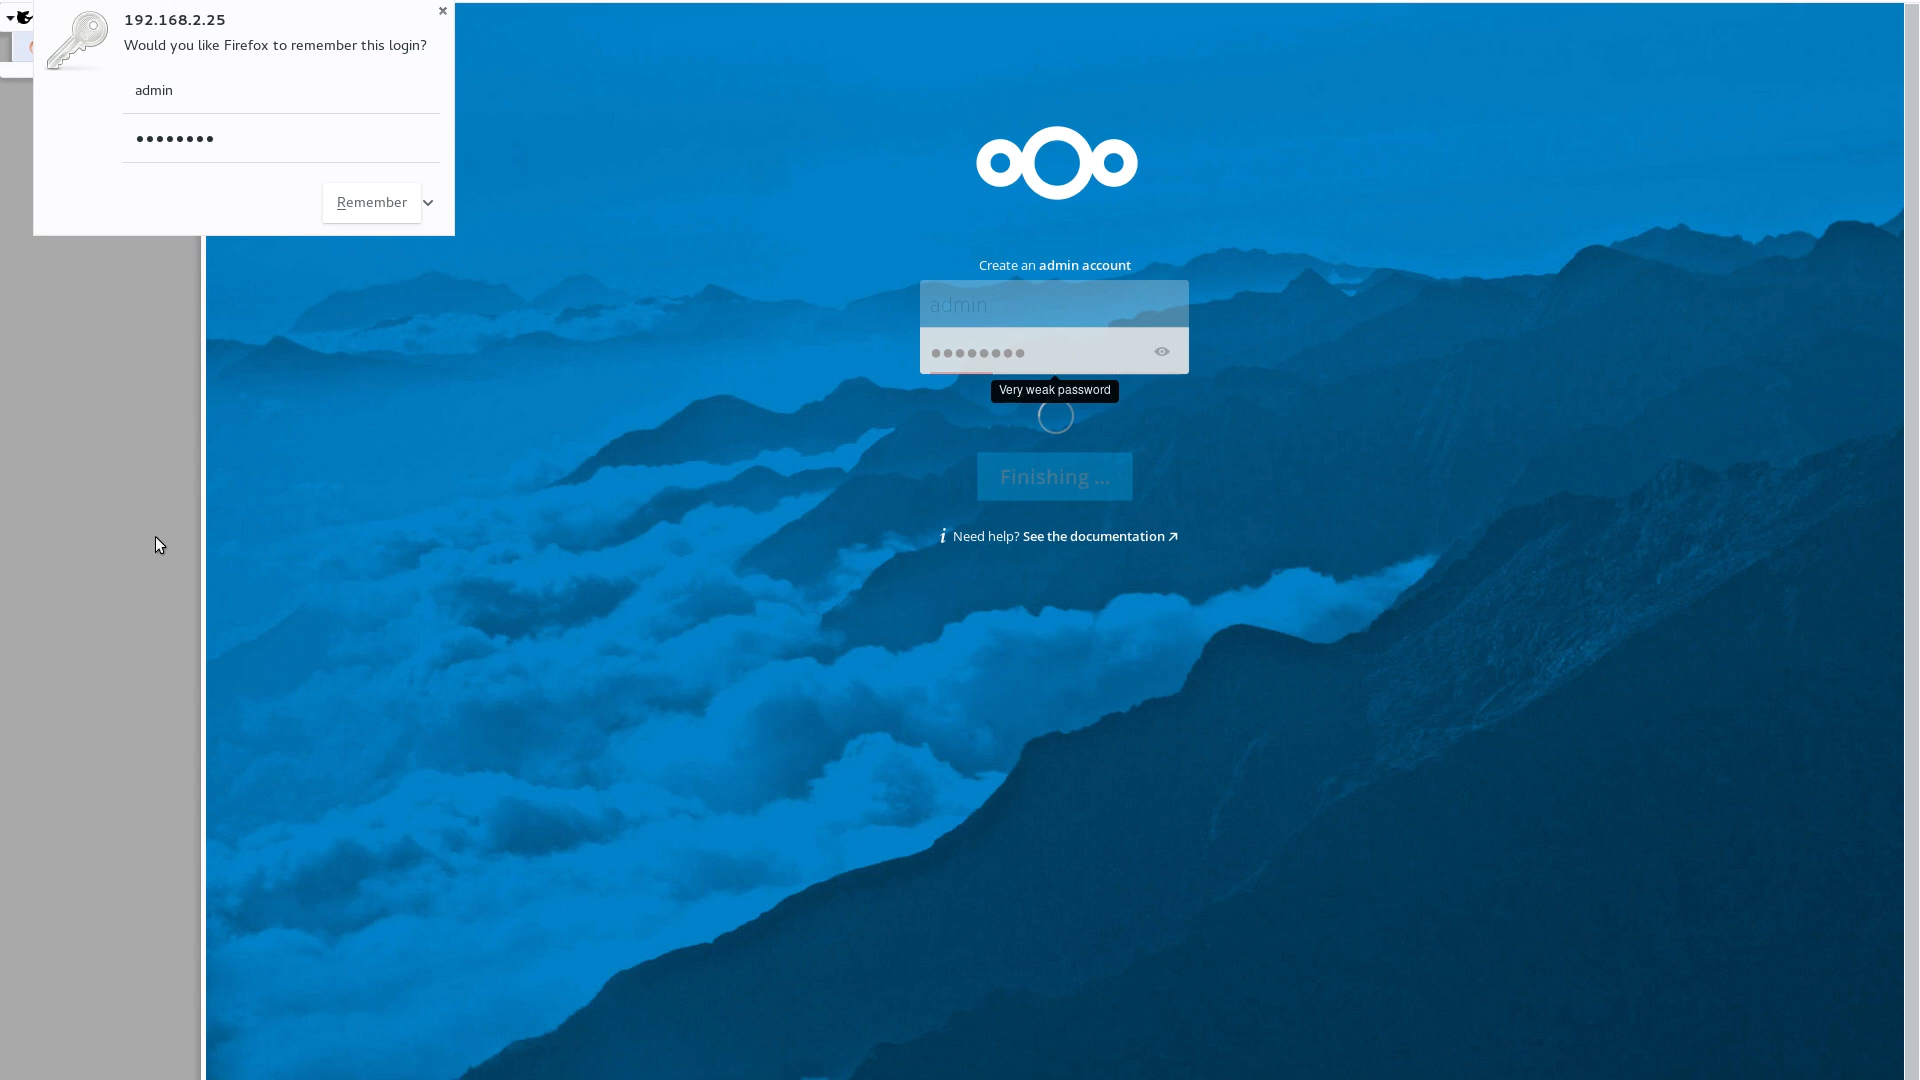 192.168.2.25
Would you like Firefox to remember this login?
admin
●●●●●●●●
Remember
Create an admin account
admin
●●●●●●●●
Very weak password
Finishing ...
i Need help? See the documentation ↗